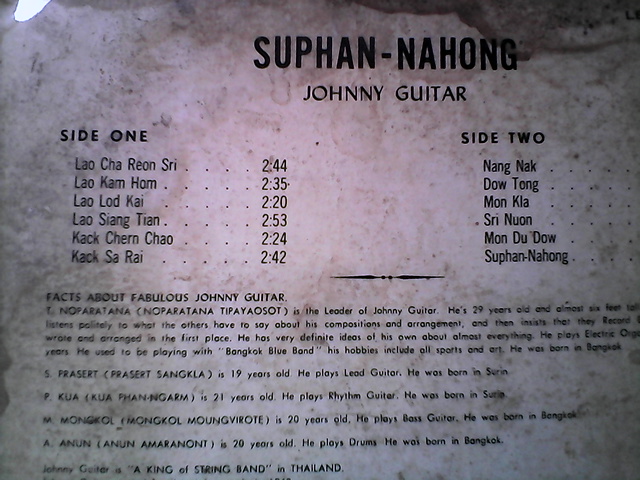 SUPHAN-NAHONG
JOHNNY GUITAR
SIDE ONE
Lao Cha Reon Sri . . . . . 2:44
Lao Kam Hom . . . . . 2:35
Lao Lod Kai . . . . . 2:20
Lao Siang Tian . . . . . 2:53
Kack Chern Chao . . . . . 2:24
Kack Sa Rai . . . . . 2:42
SIDE TWO
Nang Nak . . . .
Dow Tong . . . .
Mon Kla . . . .
Sri Nuon . . . .
Mon Du Dow . . .
Suphan-Nahong . . .
FACTS ABOUT FABULOUS JOHNNY GUITAR.
T. NOPARATANA (NOPARATANA TIPAYAOSOT) is the Leader of Johnny Guitar. He's 29 years old and almost six feet
listens politely to what the others have to say about his compositions and arrangement, and then insists that they Record
wrote and arranged in the first place. He has very definite ideas of his own about almost everything. He plays Electric
years He used to be playing with "Bangkok Blue Band" his hobbies include all sports and art. He was born in Bangkok
S. PRASERT (PRASERT SANGKLA) is 19 years old. He plays Lead Guitar. He was born in Surin
P. KUA (KUA PHAN-NGARM) is 21 years old. He plays Rhythm Guitar. He was born in Surin
M. MONGKOL (MONGKOL MOUNGVIROTE) is 20 years old. He plays Bass Guitar. He was born in Bangkok
A. ANUN (ANUN AMARANONT) is 20 years old. He plays Drums He was born in Bangkok.
Johnny Guitar is "A KING of STRING BAND" in THAILAND.